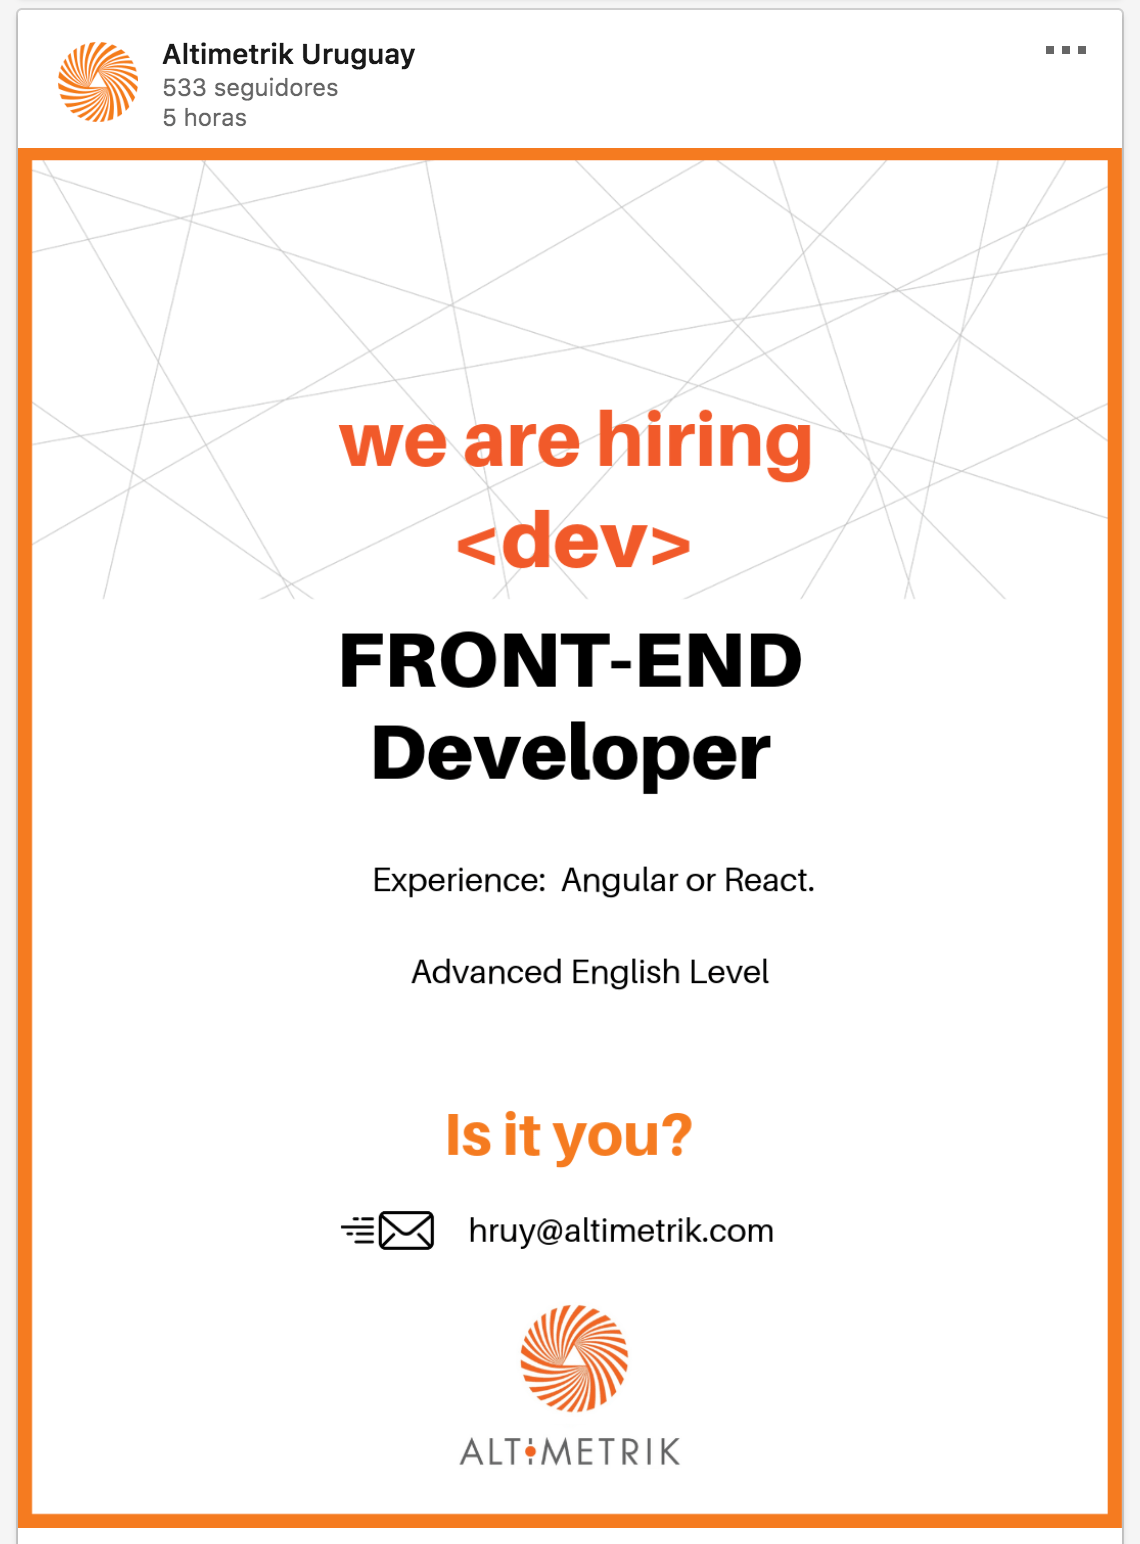 Altimetrik Uruguay
533 seguidores
5 horas
we are hiring
<dev>
FRONT-END
Developer
Experience: Angular or React.
Advanced English Level
Is it you?
hruy@altimetrik.com
ALTIMETRIK